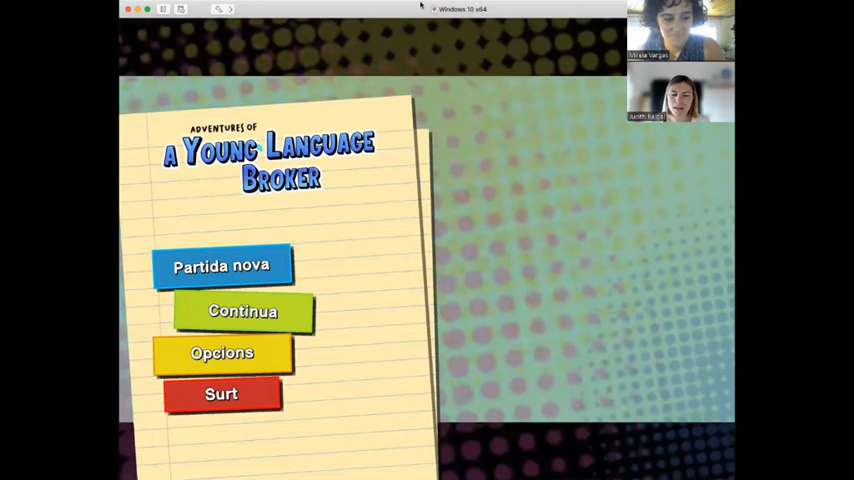 Windows 10 x64
Mireia Vargas
Judith Raigal
ADVENTURES OF
A YOUNG LANGUAGE
BROKER
Partida nova
Continua
Opcions
Surt